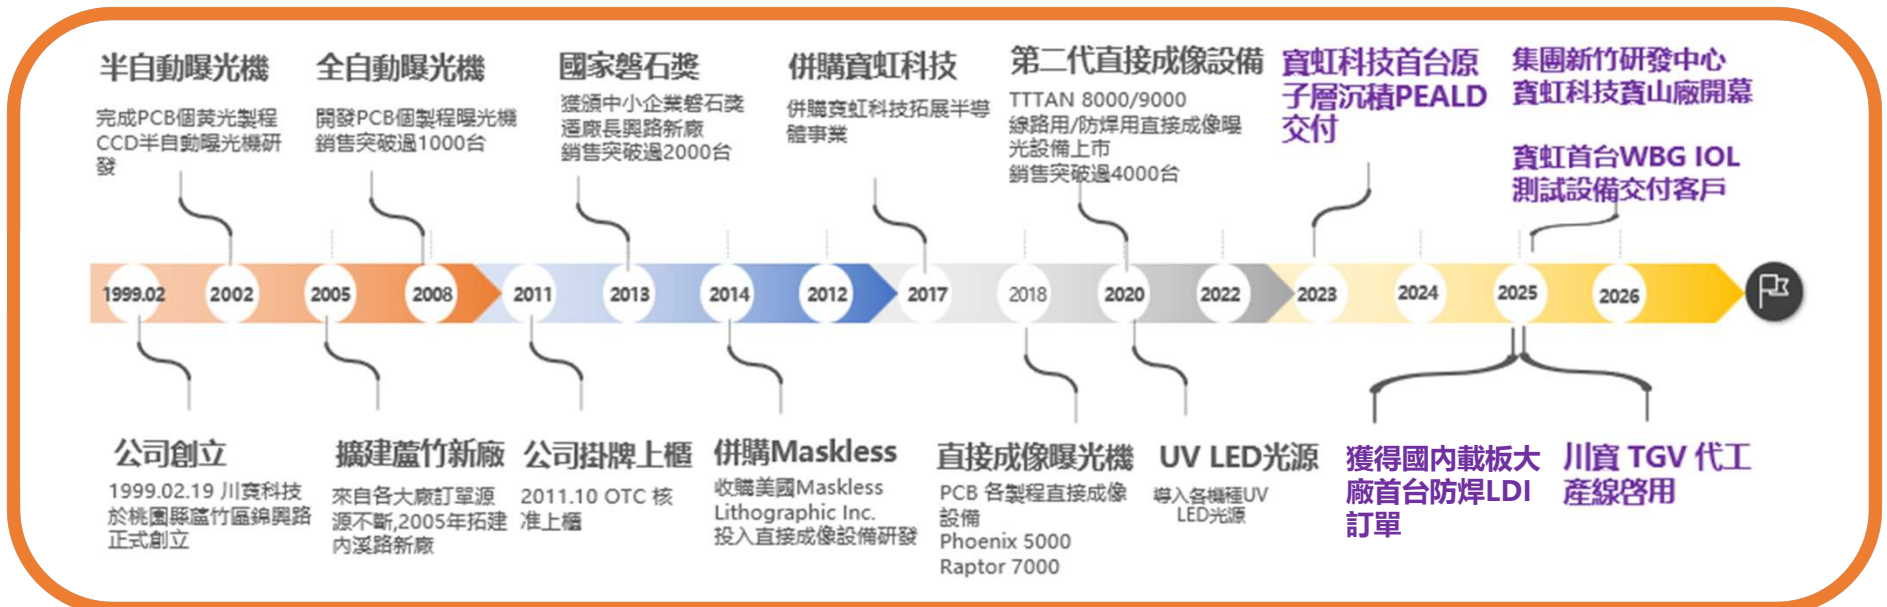 半自動曝光機
完成PCB個黃光製程
CCD半自動曝光機研
發
全自動曝光機
開發PCB個製程曝光機
銷售突破過1000台
國家磐石獎
獲頒中小企業磐石獎
遷廠長興路新廠
銷售突破過2000台
併購寶虹科技
併購寶虹科技拓展半導
體事業
第二代直接成像設備
TTTAN 8000/9000
線路用/防焊用直接成像曝
光設備上市
銷售突破過4000台
寶虹科技首台原
子層沉積PEALD
交付
集團新竹研發中心
寶虹科技寶山廠開幕
寶虹首台WBG IOL
測試設備交付客戶
1999.02
2002
2005
2008
2011
2013
2014
2012
2017
2018
2020
2022
2023
2024
2025
2026
公司創立
1999.02.19 川寶科技
於桃園縣蘆竹區錦興路
正式創立
擴建蘆竹新廠
來自各大廠訂單源
源不斷,2005年拓建
內溪路新廠
公司掛牌上櫃
2011.10 OTC 核
准上櫃
併購Maskless
收購美國Maskless
Lithographic Inc.
投入直接成像設備研發
直接成像曝光機
PCB 各製程直接成像
設備
Phoenix 5000
Raptor 7000
UV LED光源
導入各機種UV
LED光源
獲得國內載板大
廠首台防焊LDI
訂單
川寶 TGV 代工
產線啓用